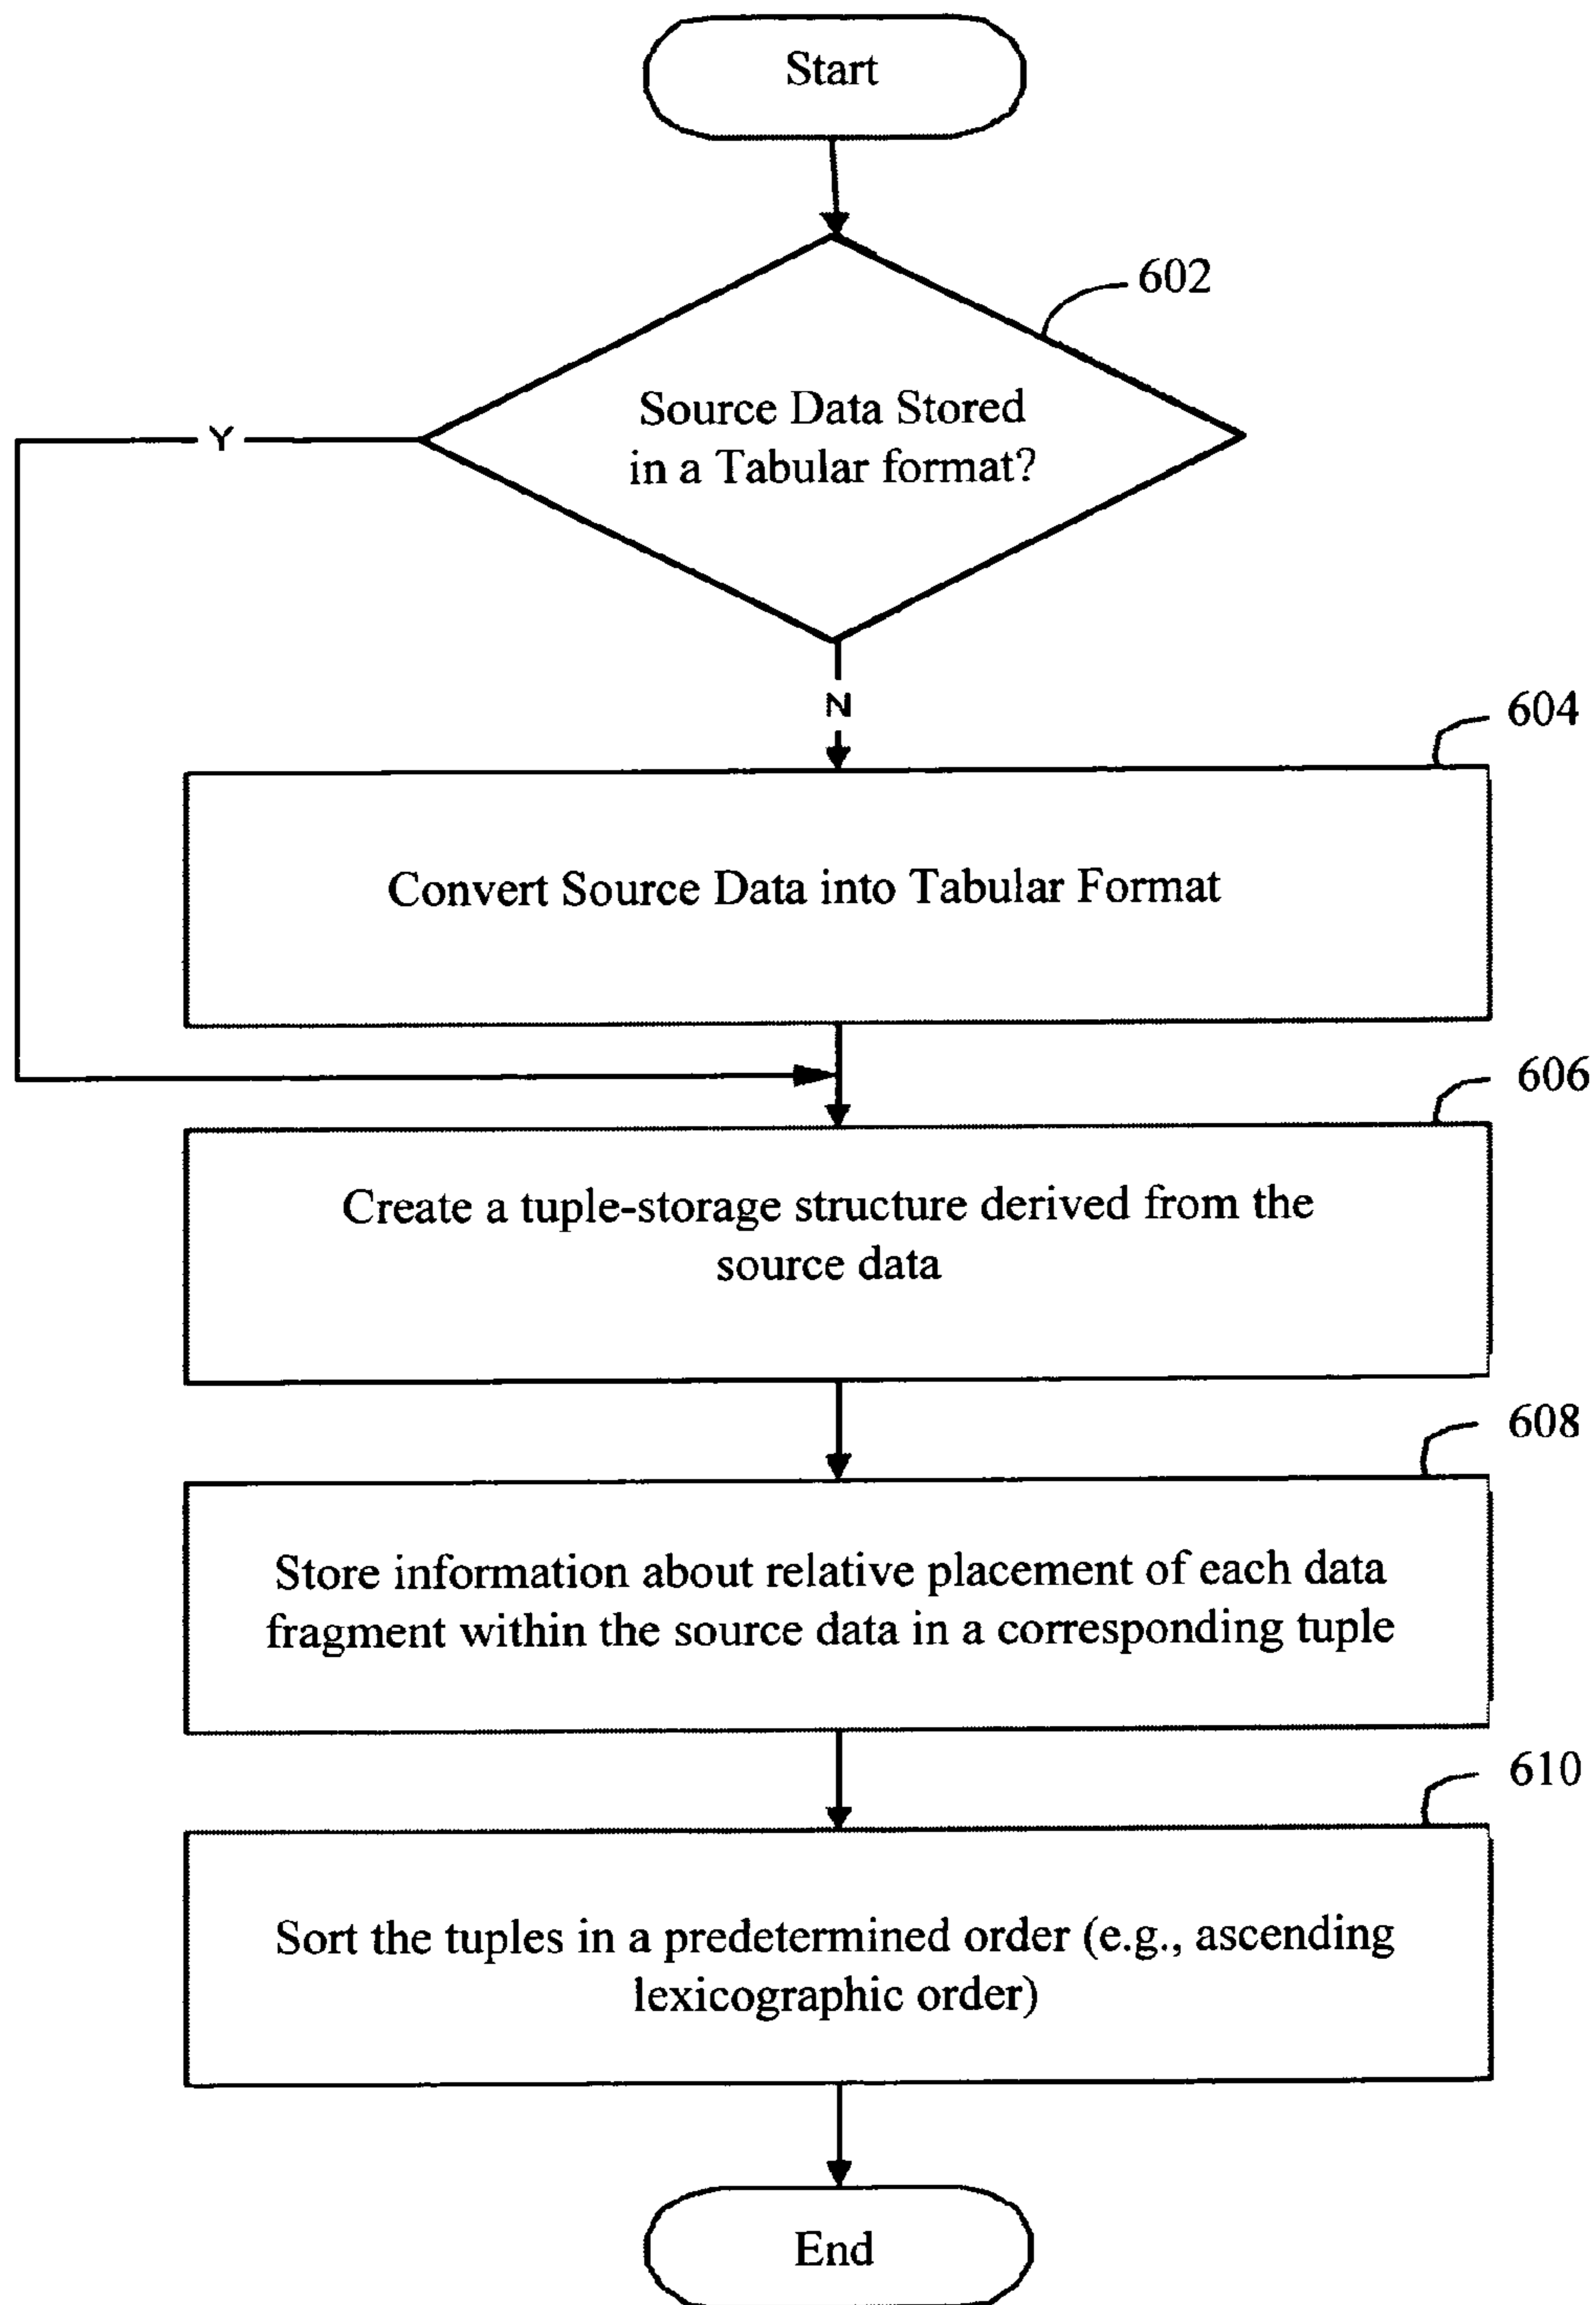 Start
602
Source Data Stored
in a Tabular format?
Y
N
604
Convert Source Data into Tabular Format
606
Create a tuple-storage structure derived from the
source data
608
Store information about relative placement of each data
fragment within the source data in a corresponding tuple
610
Sort the tuples in a predetermined order (e.g., ascending
lexicographic order)
End